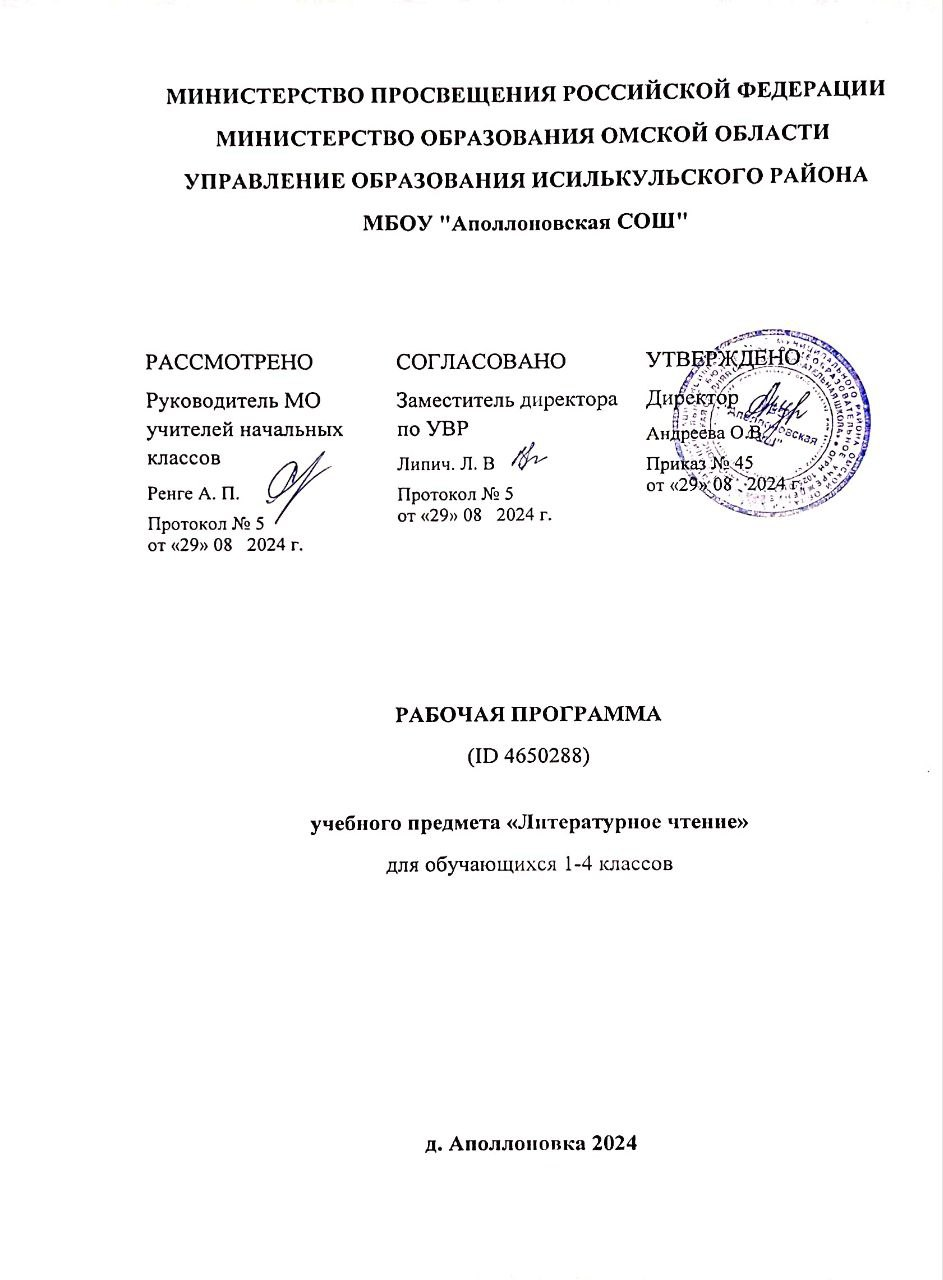 МИНИСТЕРСТВО ПРОСВЕЩЕНИЯ РОССИЙСКОЙ ФЕДЕРАЦИИ
МИНИСТЕРСТВО ОБРАЗОВАНИЯ ОМСКОЙ ОБЛАСТИ
УПРАВЛЕНИЕ ОБРАЗОВАНИЯ ИСИЛЬКУЛЬСКОГО РАЙОНА
МБОУ "Аполлоновская СОШ"
РАССМОТРЕНО
Руководитель МО
учителей начальных
классов
Ренге А. П.
Протокол № 5
от «29» 08 2024 г.
СОГЛАСОВАНО
Заместитель директора
по УВР
Липич. Л. В
Протокол № 5
от «29» 08 2024 г.
УТВЕРЖДЕНО
Директор
Андреева О.В.
Приказ № 45
от «29» 08 2024 г.
РАБОЧАЯ ПРОГРАММА
(ID 4650288)
учебного предмета «Литературное чтение»
для обучающихся 1-4 классов
д. Аполлоновка 2024